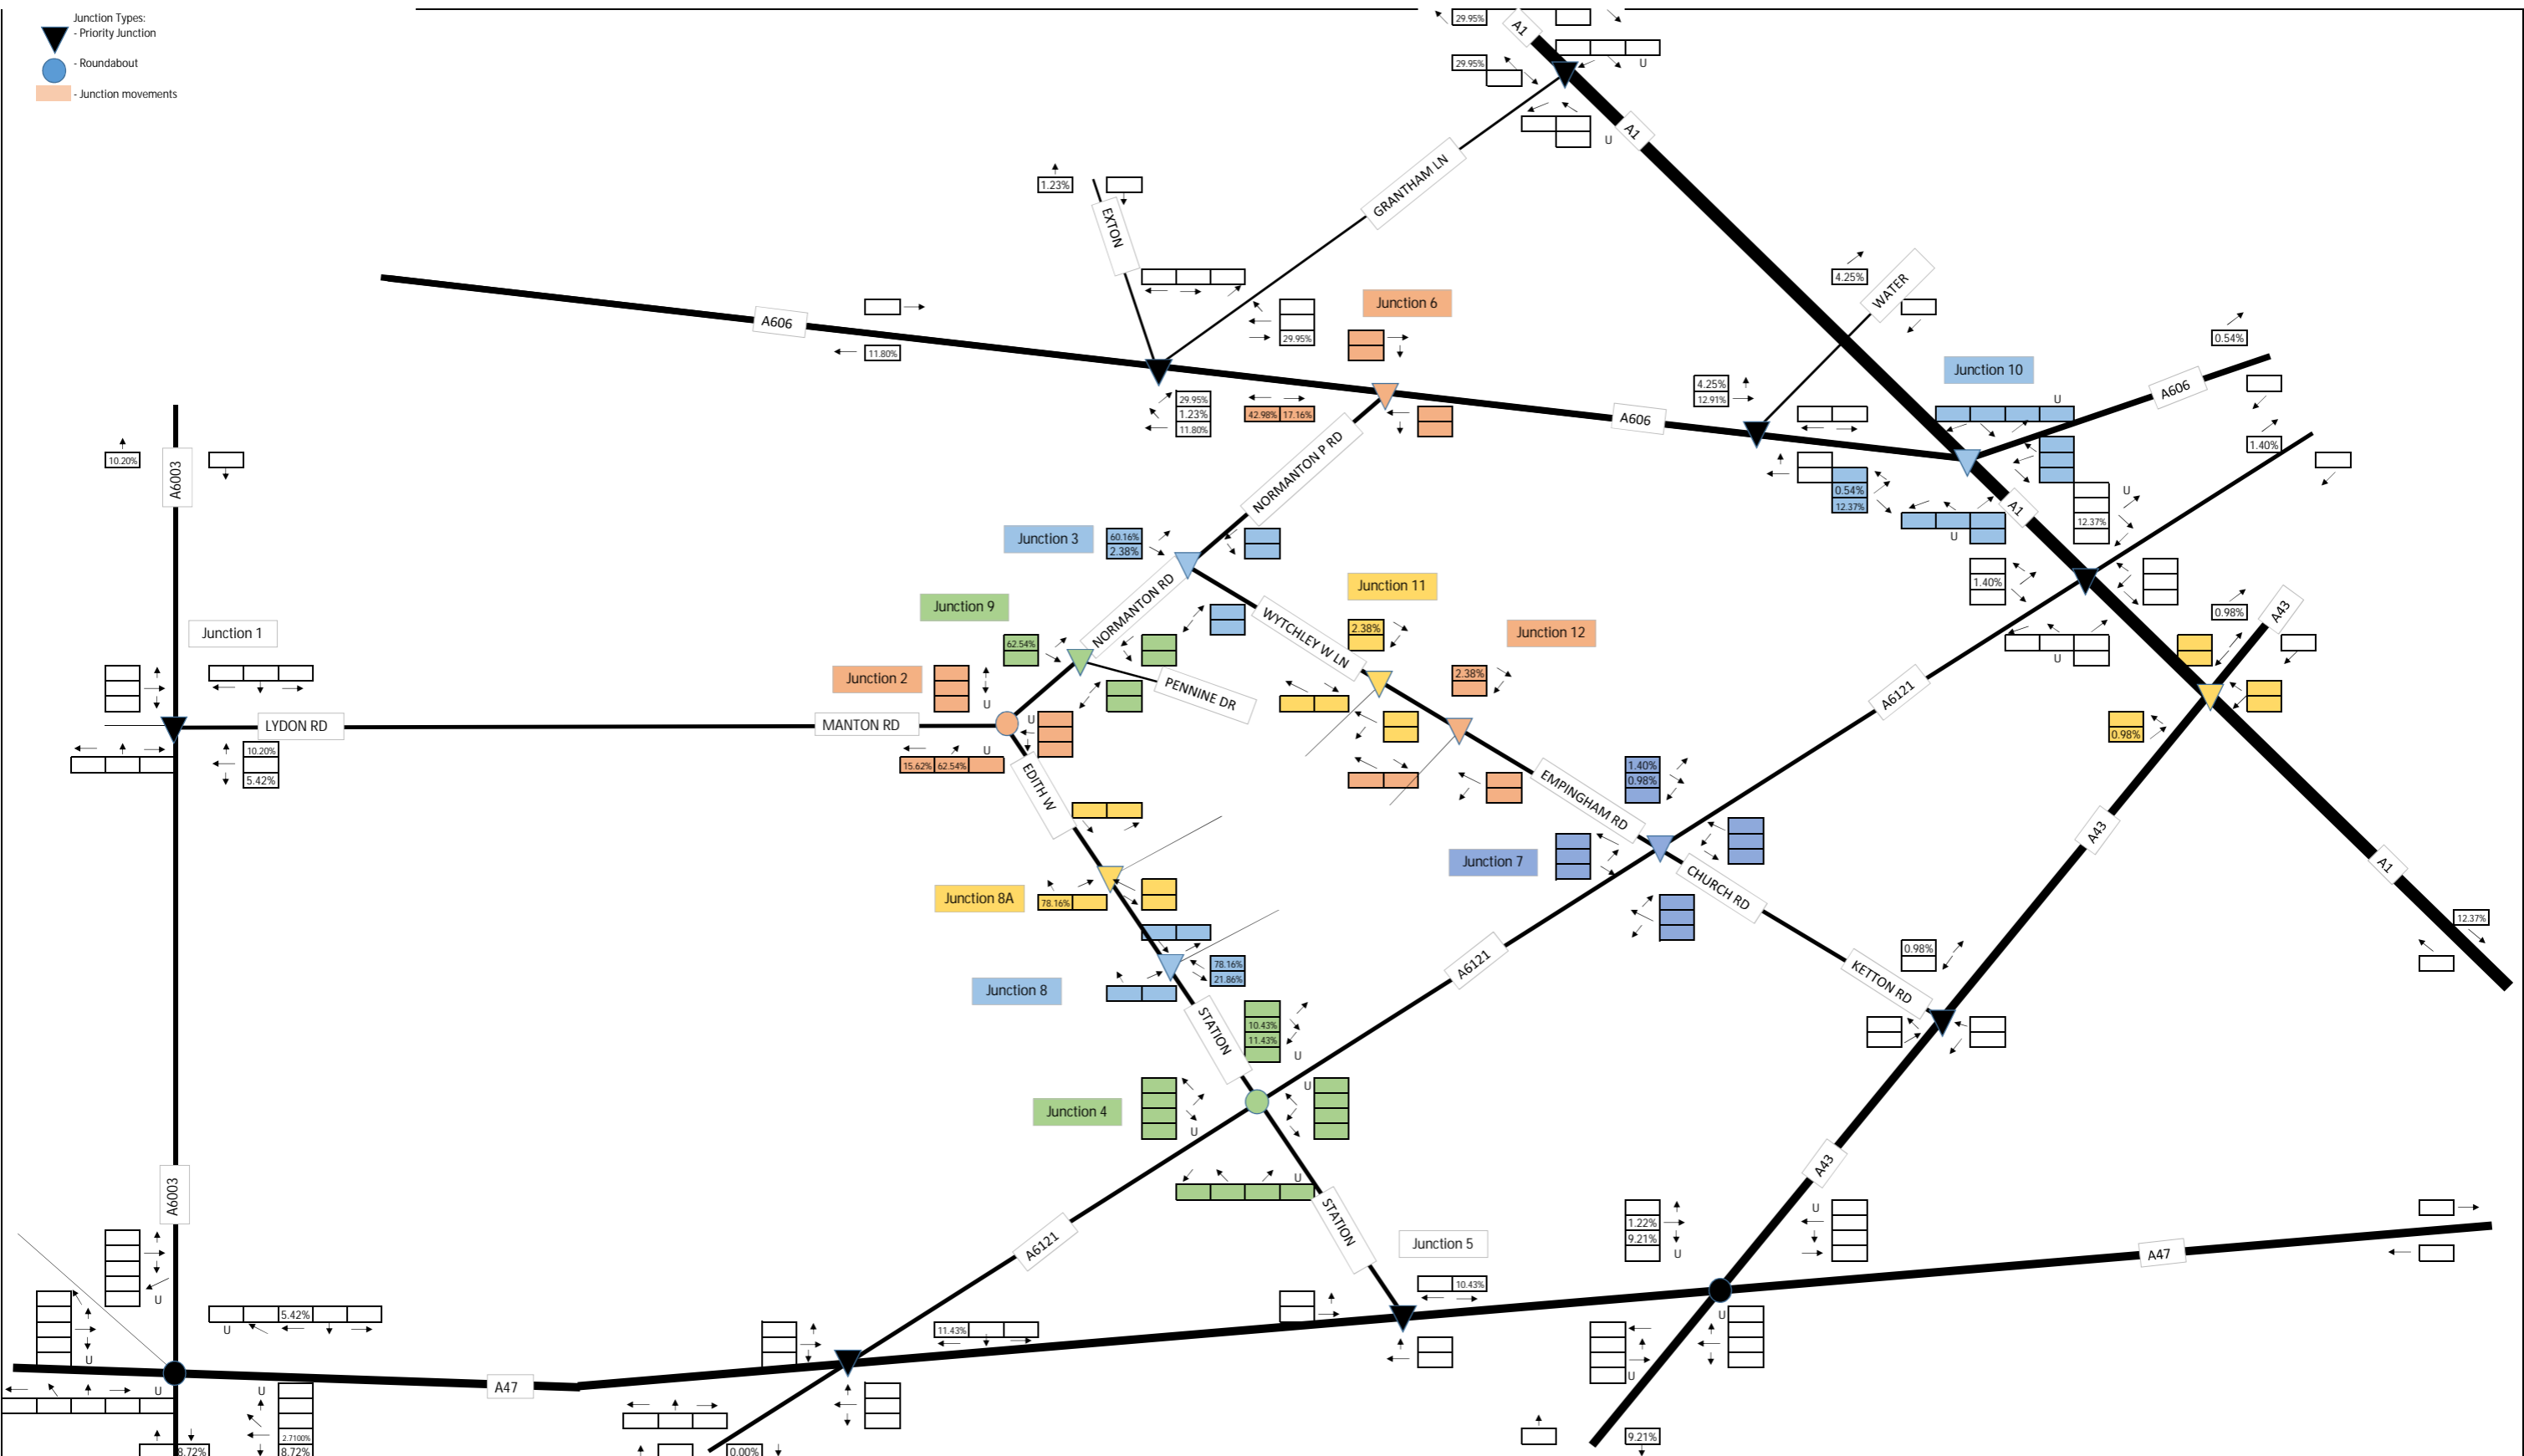 Junction Types:
- Priority Junction
- Roundabout
- Junction movements
29.95%
A1
29.95%
A1
GRANTHAM LN
1.23%
EXTON
4.25%
WATER
A606
11.80%
29.95%
Junction 6
0.54%
29.95%
1.23%
11.80%
42.98% 17.16%
4.25%
12.91%
A606
Junction 10
A606
U
1.40%
10.20%
A6003
NORMANTON P RD
0.54%
12.37%
U
A1
12.37%
U
Junction 3
60.16%
2.38%
NORMANTON RD
Junction 11
1.40%
Junction 9
WYTCHLEY W LN
0.98%
A43
Junction 1
62.54%
2.38%
Junction 12
U
Junction 2
U
PENNINE DR
2.38%
A6121
LYDON RD
MANTON RD
U
0.98%
10.20%
5.42%
15.62% 62.54%
U
EDITH W
EMPINGHAM RD
1.40%
0.98%
A43
Junction 7
CHURCH RD
A1
Junction 8A
78.16%
12.37%
78.16%
21.86%
Junction 8
STATION
A6121
KETTON RD
0.98%
10.43%
11.43%
U
Junction 4
U
U
U
A6003
STATION
A43
A6121
Junction 5
1.22%
9.21%
U
U
A47
10.43%
U
5.42%
U
11.43%
U
U
U
A47
U
U
2.7100%
8.72%
8.72%
0.00%
9.21%